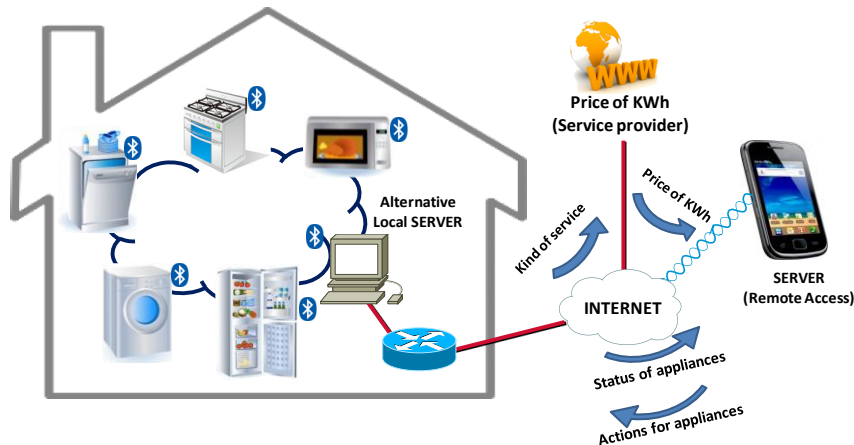 WWW
Price of KWh
(Service provider)
Alternative
Local SERVER
Kind of service
Price of KWh
INTERNET
SERVER
(Remote Access)
Status of appliances
Actions for appliances